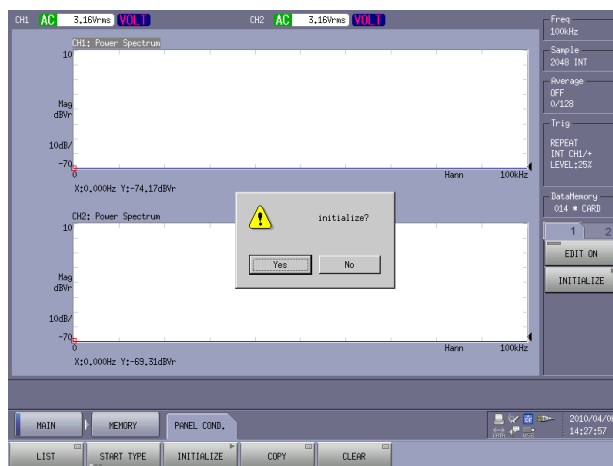 CH1 AC 3.16Vrms VOLT CH2 AC 3.16Vrms VOLT
Freq
100kHz
Sample
2048 INT
Average
OFF
0/128
Trig
REPEAT
INT CH1/+
LEVEL:25%
DataMemory
014 * CARD
1 2
EDIT ON
INITIALIZE
CH1: Power Spectrum
10
Mag
dBVr
10dB/
-70
0 Hann 100kHz
X:0.000Hz Y:-74.17dBVr
initialize?
Yes No
CH2: Power Spectrum
10
Mag
dBVr
10dB/
-70
0 Hann 100kHz
X:0.000Hz Y:-69.31dBVr
MAIN MEMORY PANEL COND.
DATA USB
2010/04/08
14:27:57
LIST START TYPE INITIALIZE COPY CLEAR